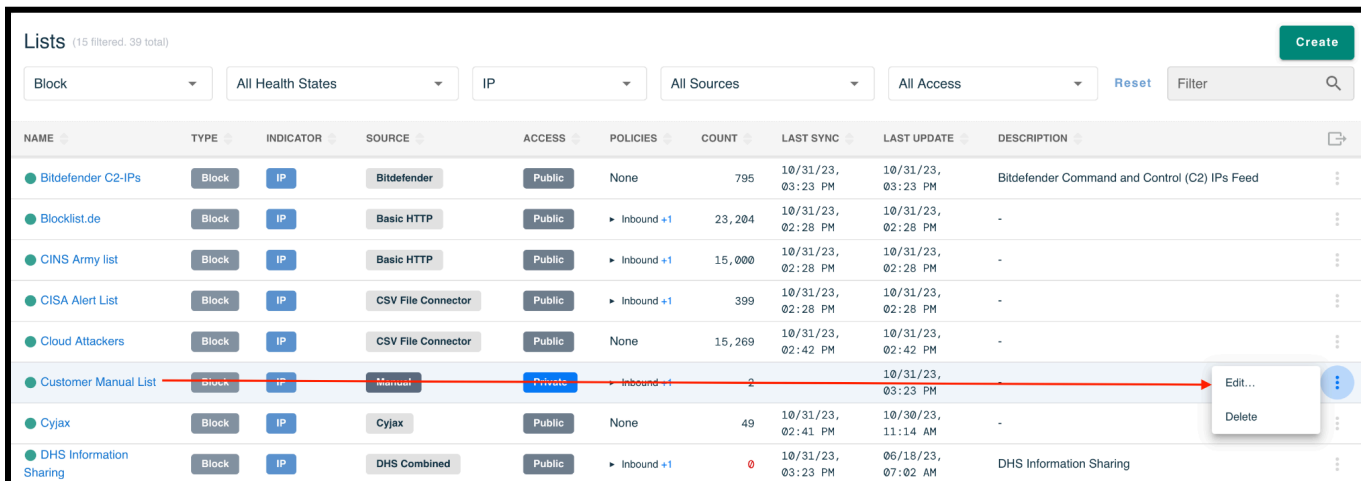 Lists (15 filtered. 39 total)
Create
Block All Health States IP All Sources All Access Reset Filter
NAME TYPE INDICATOR SOURCE ACCESS POLICIES COUNT LAST SYNC LAST UPDATE DESCRIPTION
Bitdefender C2-IPs Block IP Bitdefender Public None 795 10/31/23, 03:23 PM 10/31/23, 03:23 PM Bitdefender Command and Control (C2) IPs Feed
Blocklist.de Block IP Basic HTTP Public ▸ Inbound +1 23,204 10/31/23, 02:28 PM 10/31/23, 02:28 PM -
CINS Army list Block IP Basic HTTP Public ▸ Inbound +1 15,000 10/31/23, 02:28 PM 10/31/23, 02:28 PM -
CISA Alert List Block IP CSV File Connector Public ▸ Inbound +1 399 10/31/23, 02:28 PM 10/31/23, 02:28 PM -
Cloud Attackers Block IP CSV File Connector Public None 15,269 10/31/23, 02:42 PM 10/31/23, 02:42 PM -
Customer Manual List Block IP Manual Private ▸ Inbound +1 2 10/31/23, 03:23 PM -
Edit...
Delete
Cyjax Block IP Cyjax Public None 49 10/31/23, 02:41 PM 10/30/23, 11:14 AM -
DHS Information Sharing Block IP DHS Combined Public ▸ Inbound +1 0 10/31/23, 03:23 PM 06/18/23, 07:02 AM DHS Information Sharing